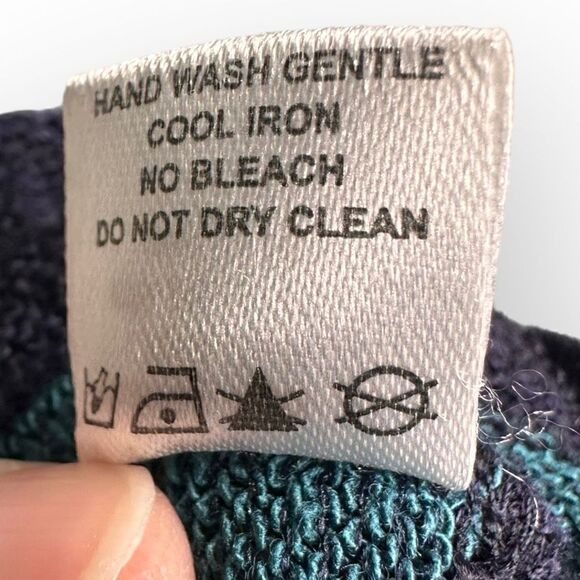 HAND WASH GENTLE
COOL IRON
NO BLEACH
DO NOT DRY CLEAN